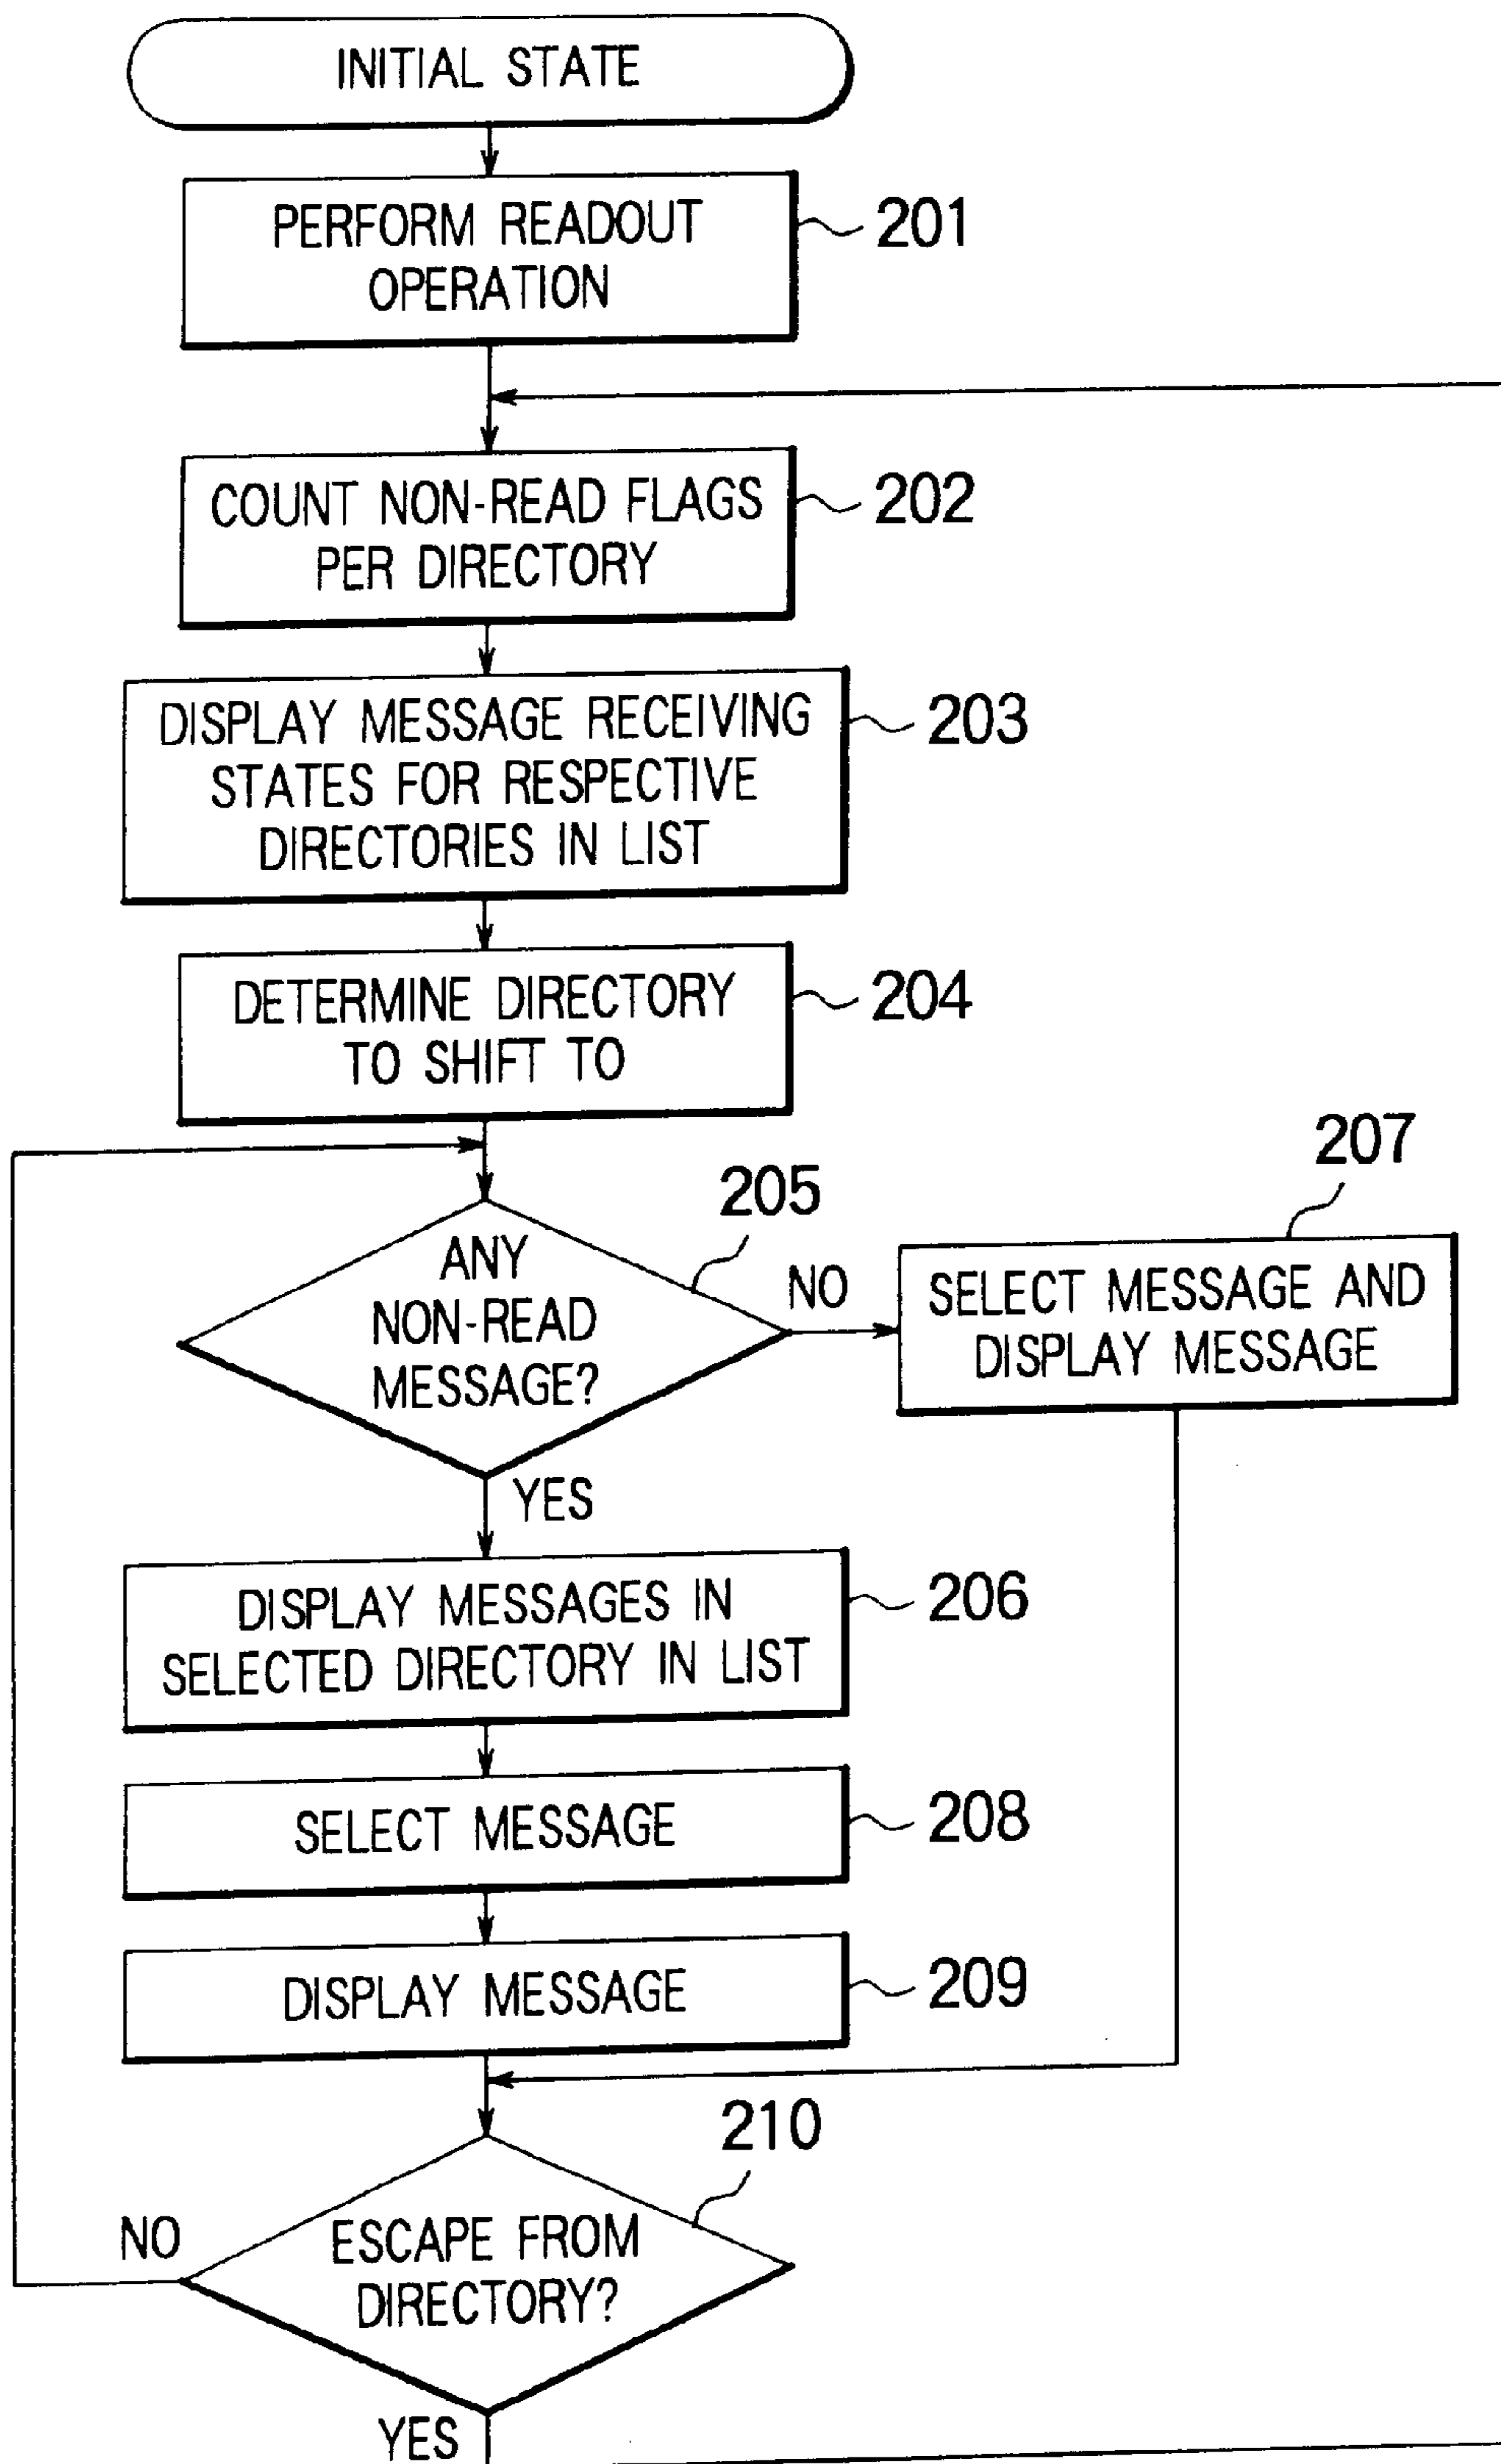 INITIAL STATE
PERFORM READOUT
OPERATION
201
COUNT NON-READ FLAGS
PER DIRECTORY
202
DISPLAY MESSAGE RECEIVING
STATES FOR RESPECTIVE
DIRECTORIES IN LIST
203
DETERMINE DIRECTORY
TO SHIFT TO
204
ANY
NON-READ
MESSAGE?
205
NO
SELECT MESSAGE AND
DISPLAY MESSAGE
207
YES
DISPLAY MESSAGES IN
SELECTED DIRECTORY IN LIST
206
SELECT MESSAGE
208
DISPLAY MESSAGE
209
ESCAPE FROM
DIRECTORY?
210
NO
YES